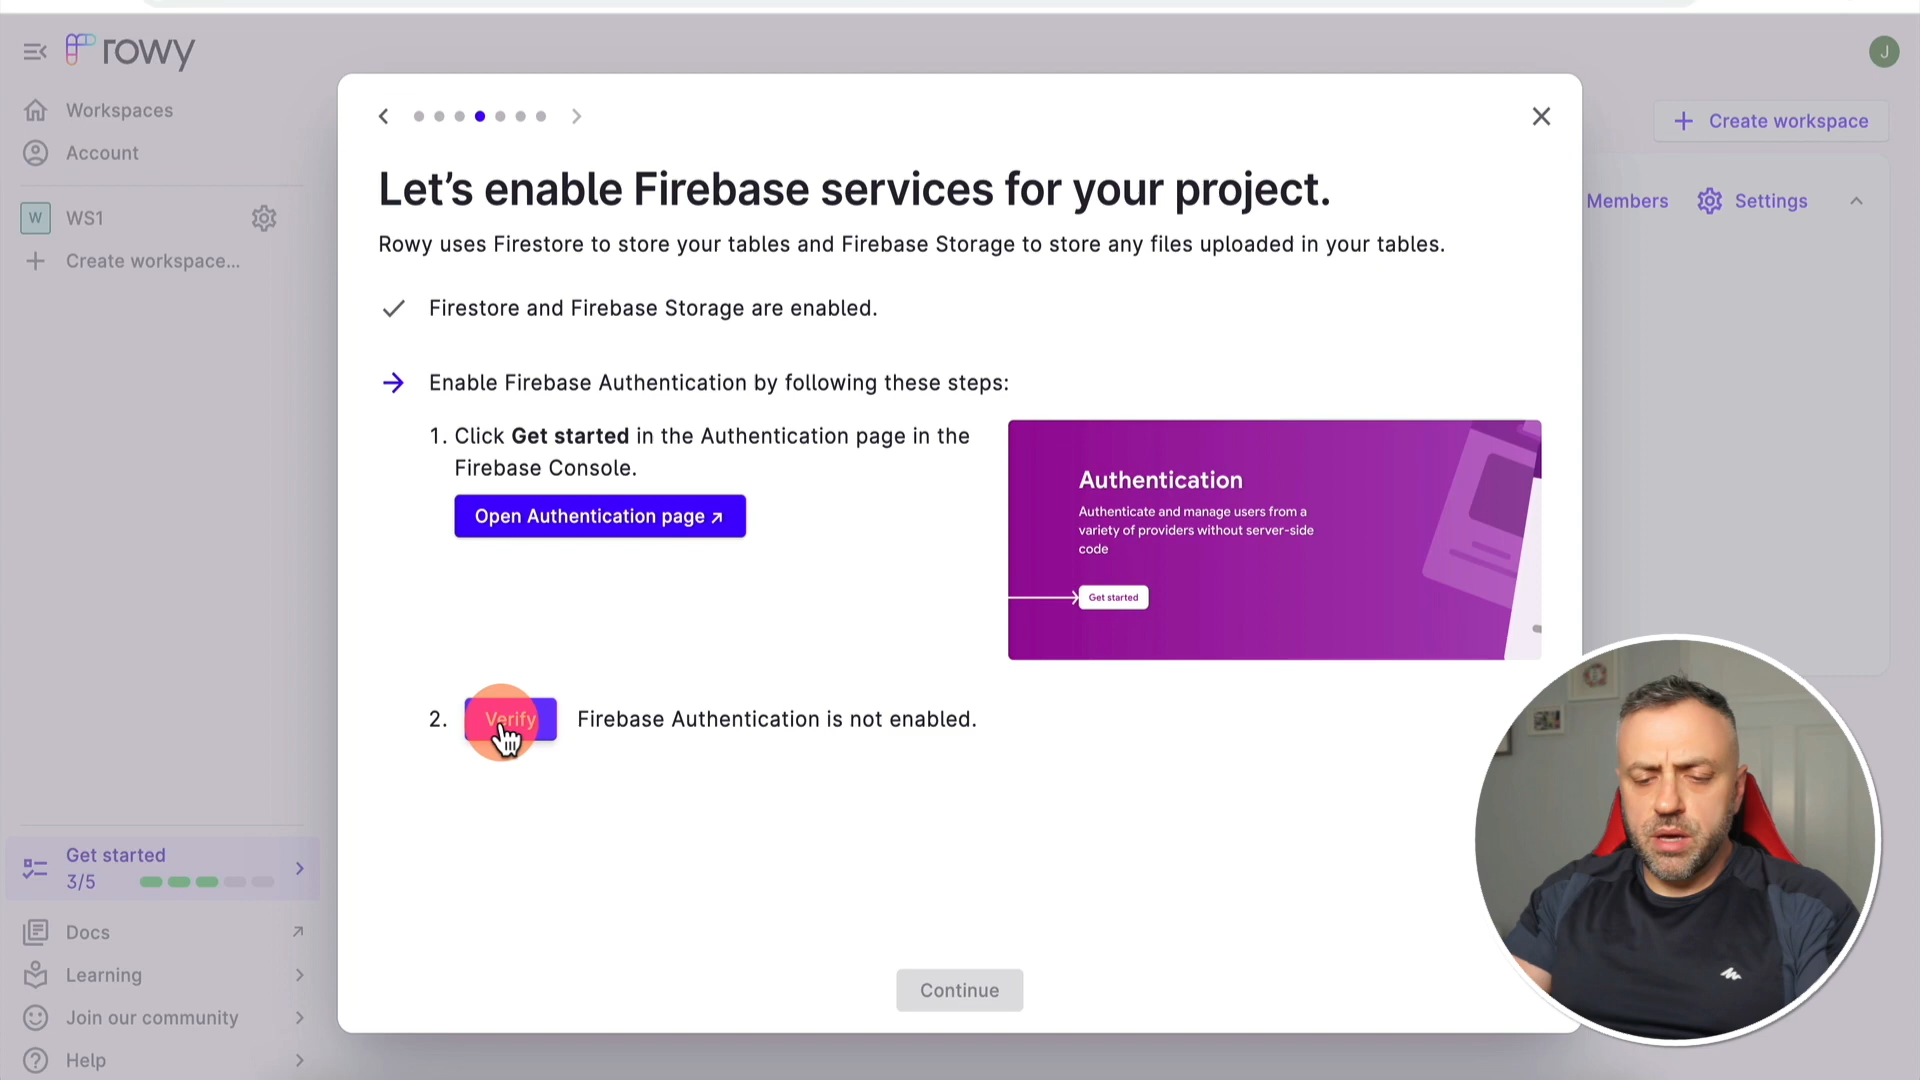 rowy
J
Workspaces
Account
W WS1
Create workspace...
Create workspace
Members
Settings
Let's enable Firebase services for your project.
Rowy uses Firestore to store your tables and Firebase Storage to store any files uploaded in your tables.
Firestore and Firebase Storage are enabled.
Enable Firebase Authentication by following these steps:
1. Click Get started in the Authentication page in the
Firebase Console.
Open Authentication page ↗
Authentication
Authenticate and manage users from a
variety of providers without server-side
code
Get started
2. Verify Firebase Authentication is not enabled.
Continue
Get started
3/5
Docs
Learning
Join our community
Help